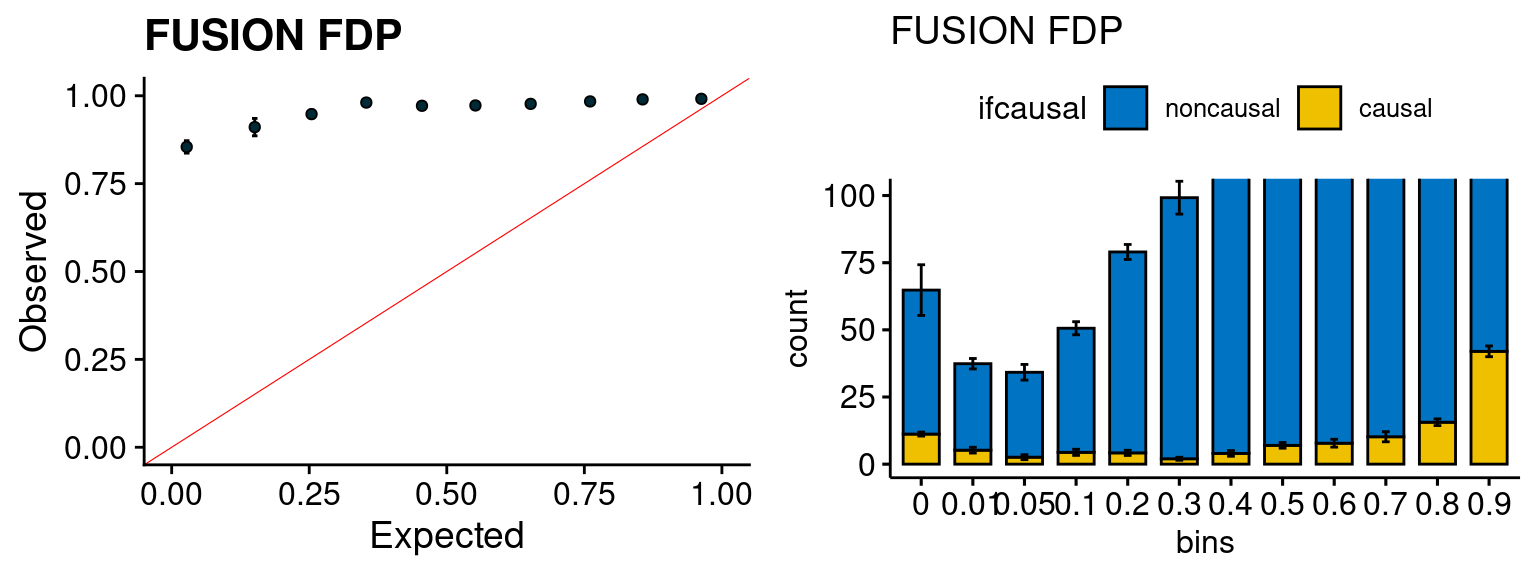 FUSION FDP
1.00
0.75
0.50
0.25
0.00
Observed
0.00 0.25 0.50 0.75 1.00
Expected
FUSION FDP
ifcausal noncausal causal
100
75
50
25
0
count
0 0.01 0.05 0.1 0.2 0.3 0.4 0.5 0.6 0.7 0.8 0.9
bins